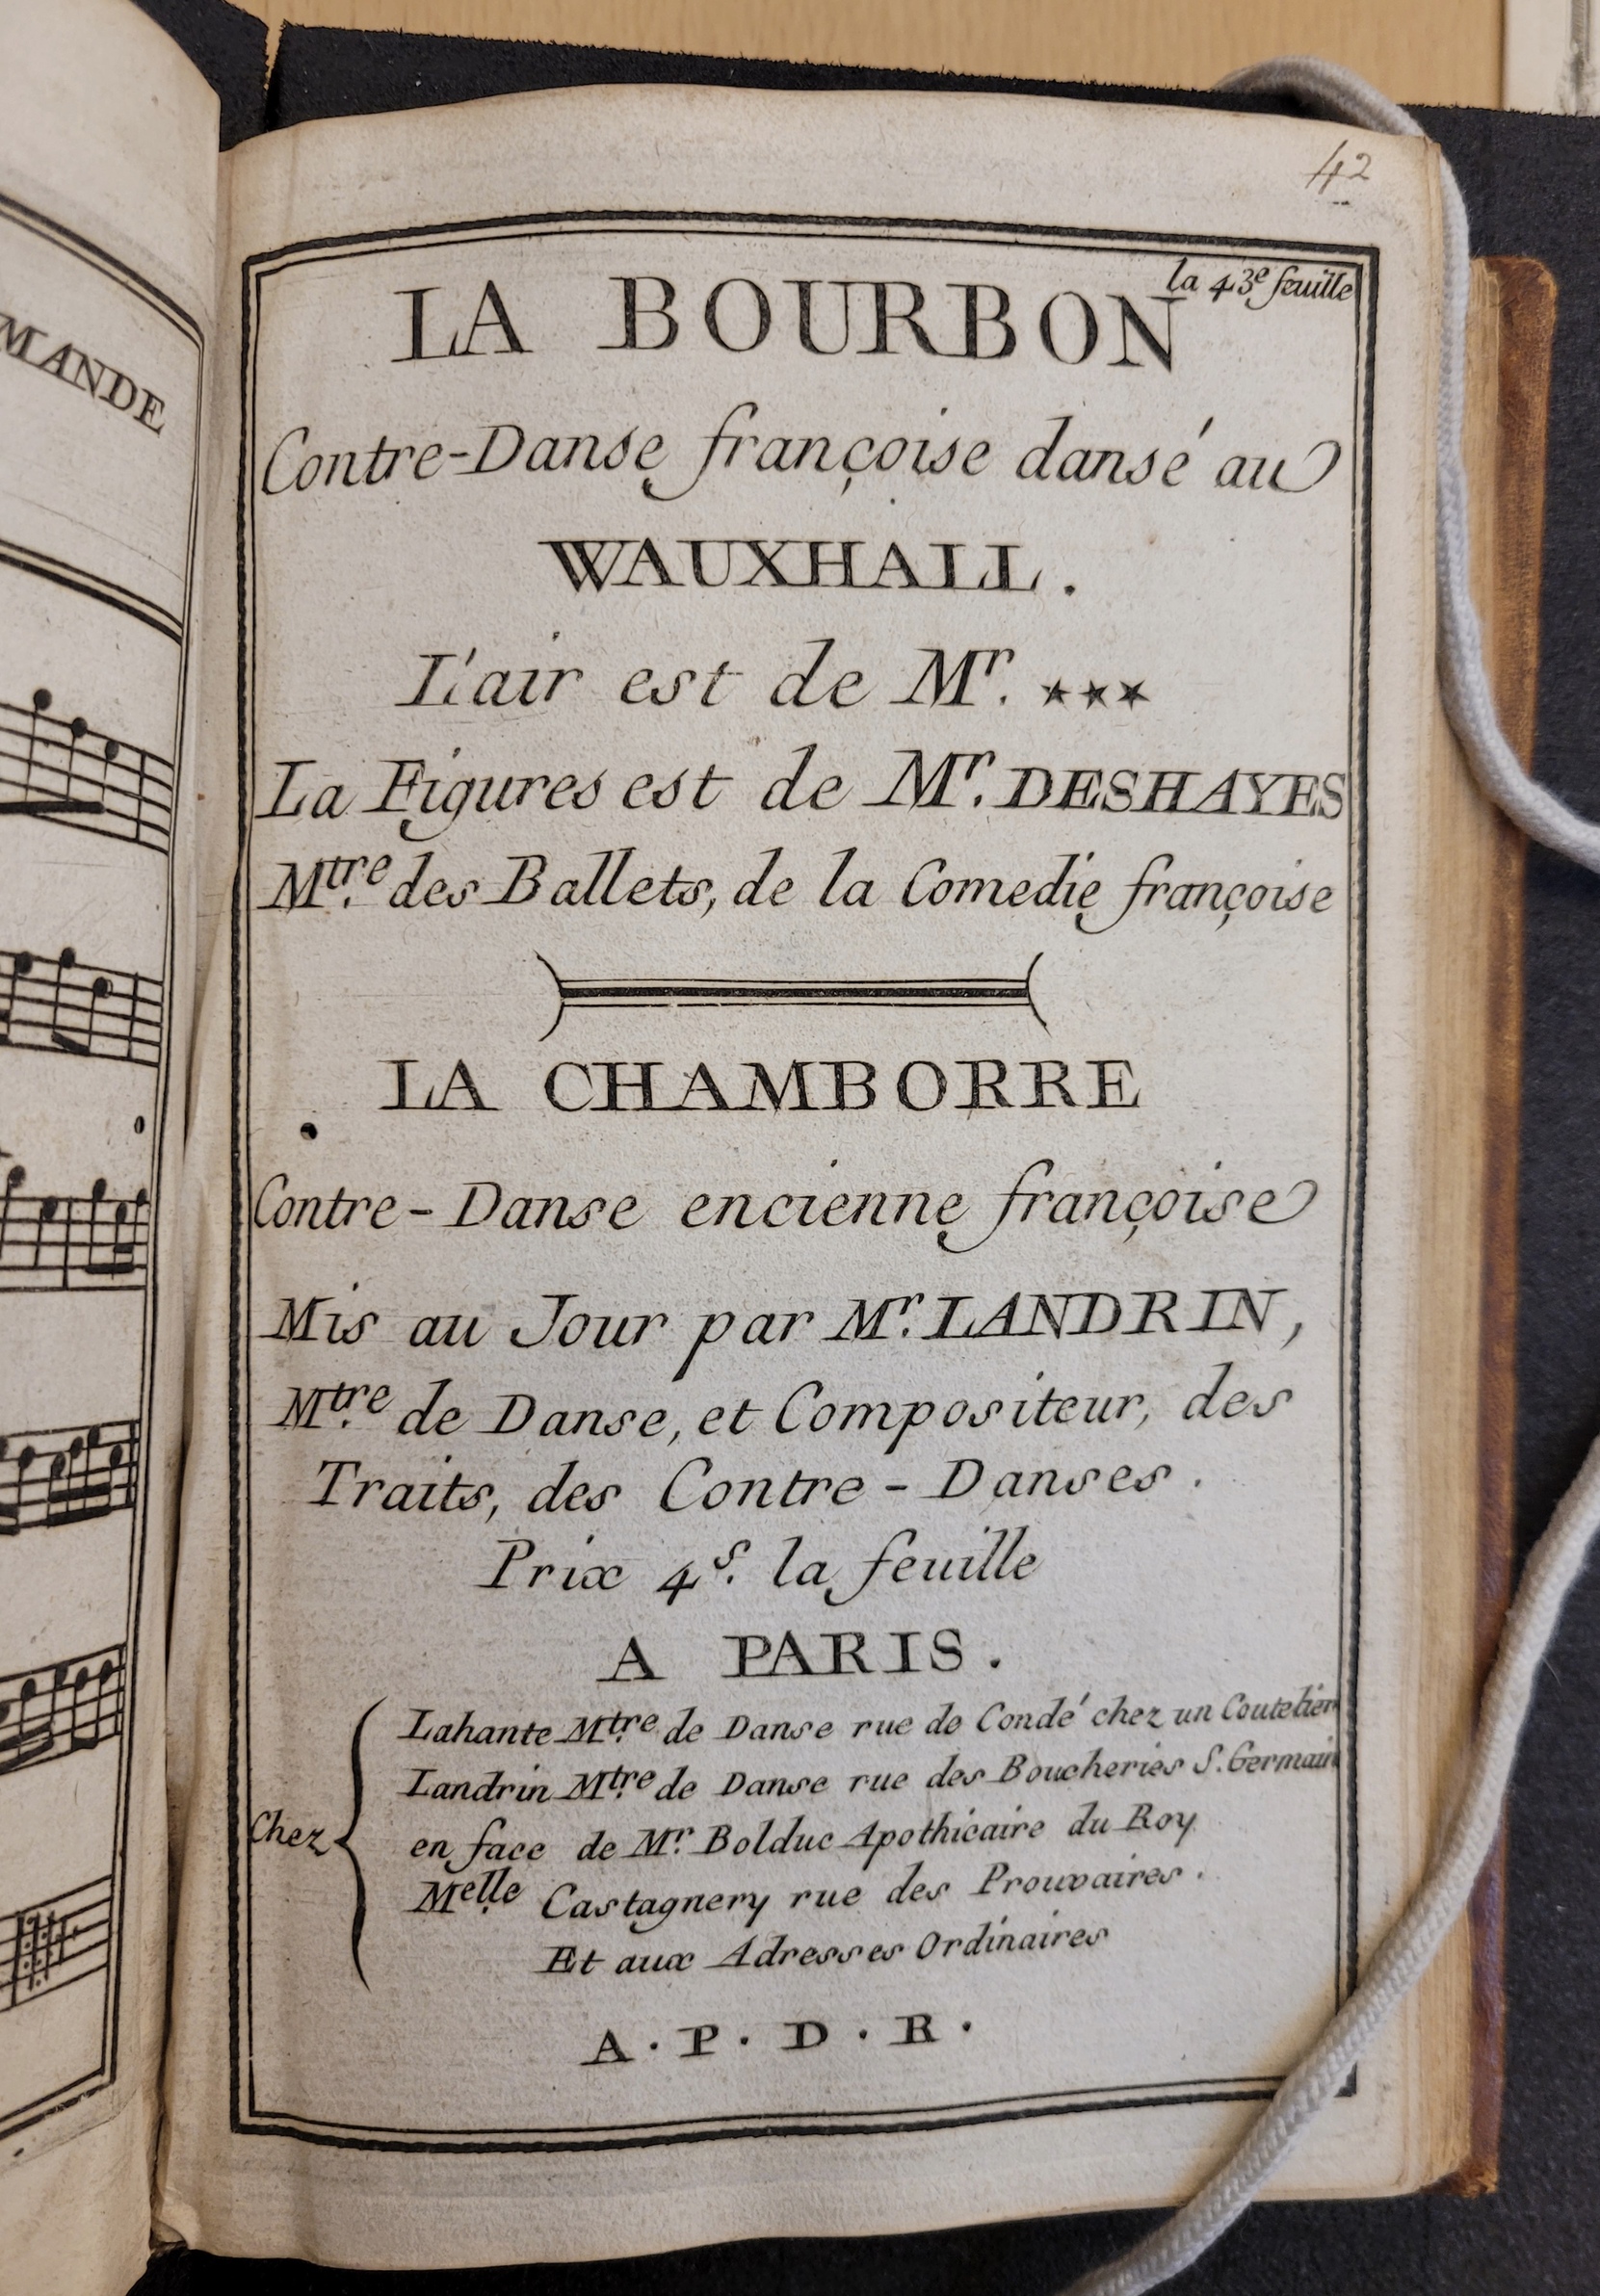 MANDE
42
la 43e feuille
LA BOURBON
Contre-Danse françoise dansé au
WAUXHALL.
L'air est de Mr. ***
La Figures est de Mr. DESHAYES
Mtre. des Ballets, de la Comedie françoise
LA CHAMBORRE
Contre-Danse encienne françoise
Mis au Jour par Mr. LANDRIN,
Mtre. de Danse, et Compositeur, des
Traits, des Contre-Danses.
Prix 4s. la feuille
A PARIS.
Chez
Lahante Mtre. de Danse rue de Condé chez un Coutelier
Landrin Mtre. de Danse rue des Boucheries S. Germain
en face de Mr. Bolduc Apothicaire du Roy
Melle. Castagnery rue des Prouvaires.
Et aux Adresses Ordinaires
A.P.D.R.